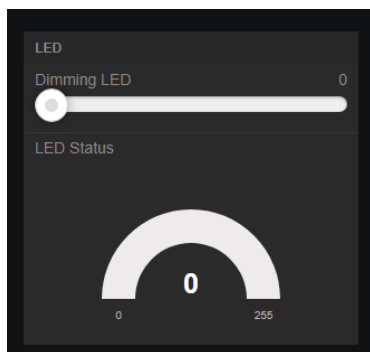 LED
Dimming LED 0
LED Status
0
0 255